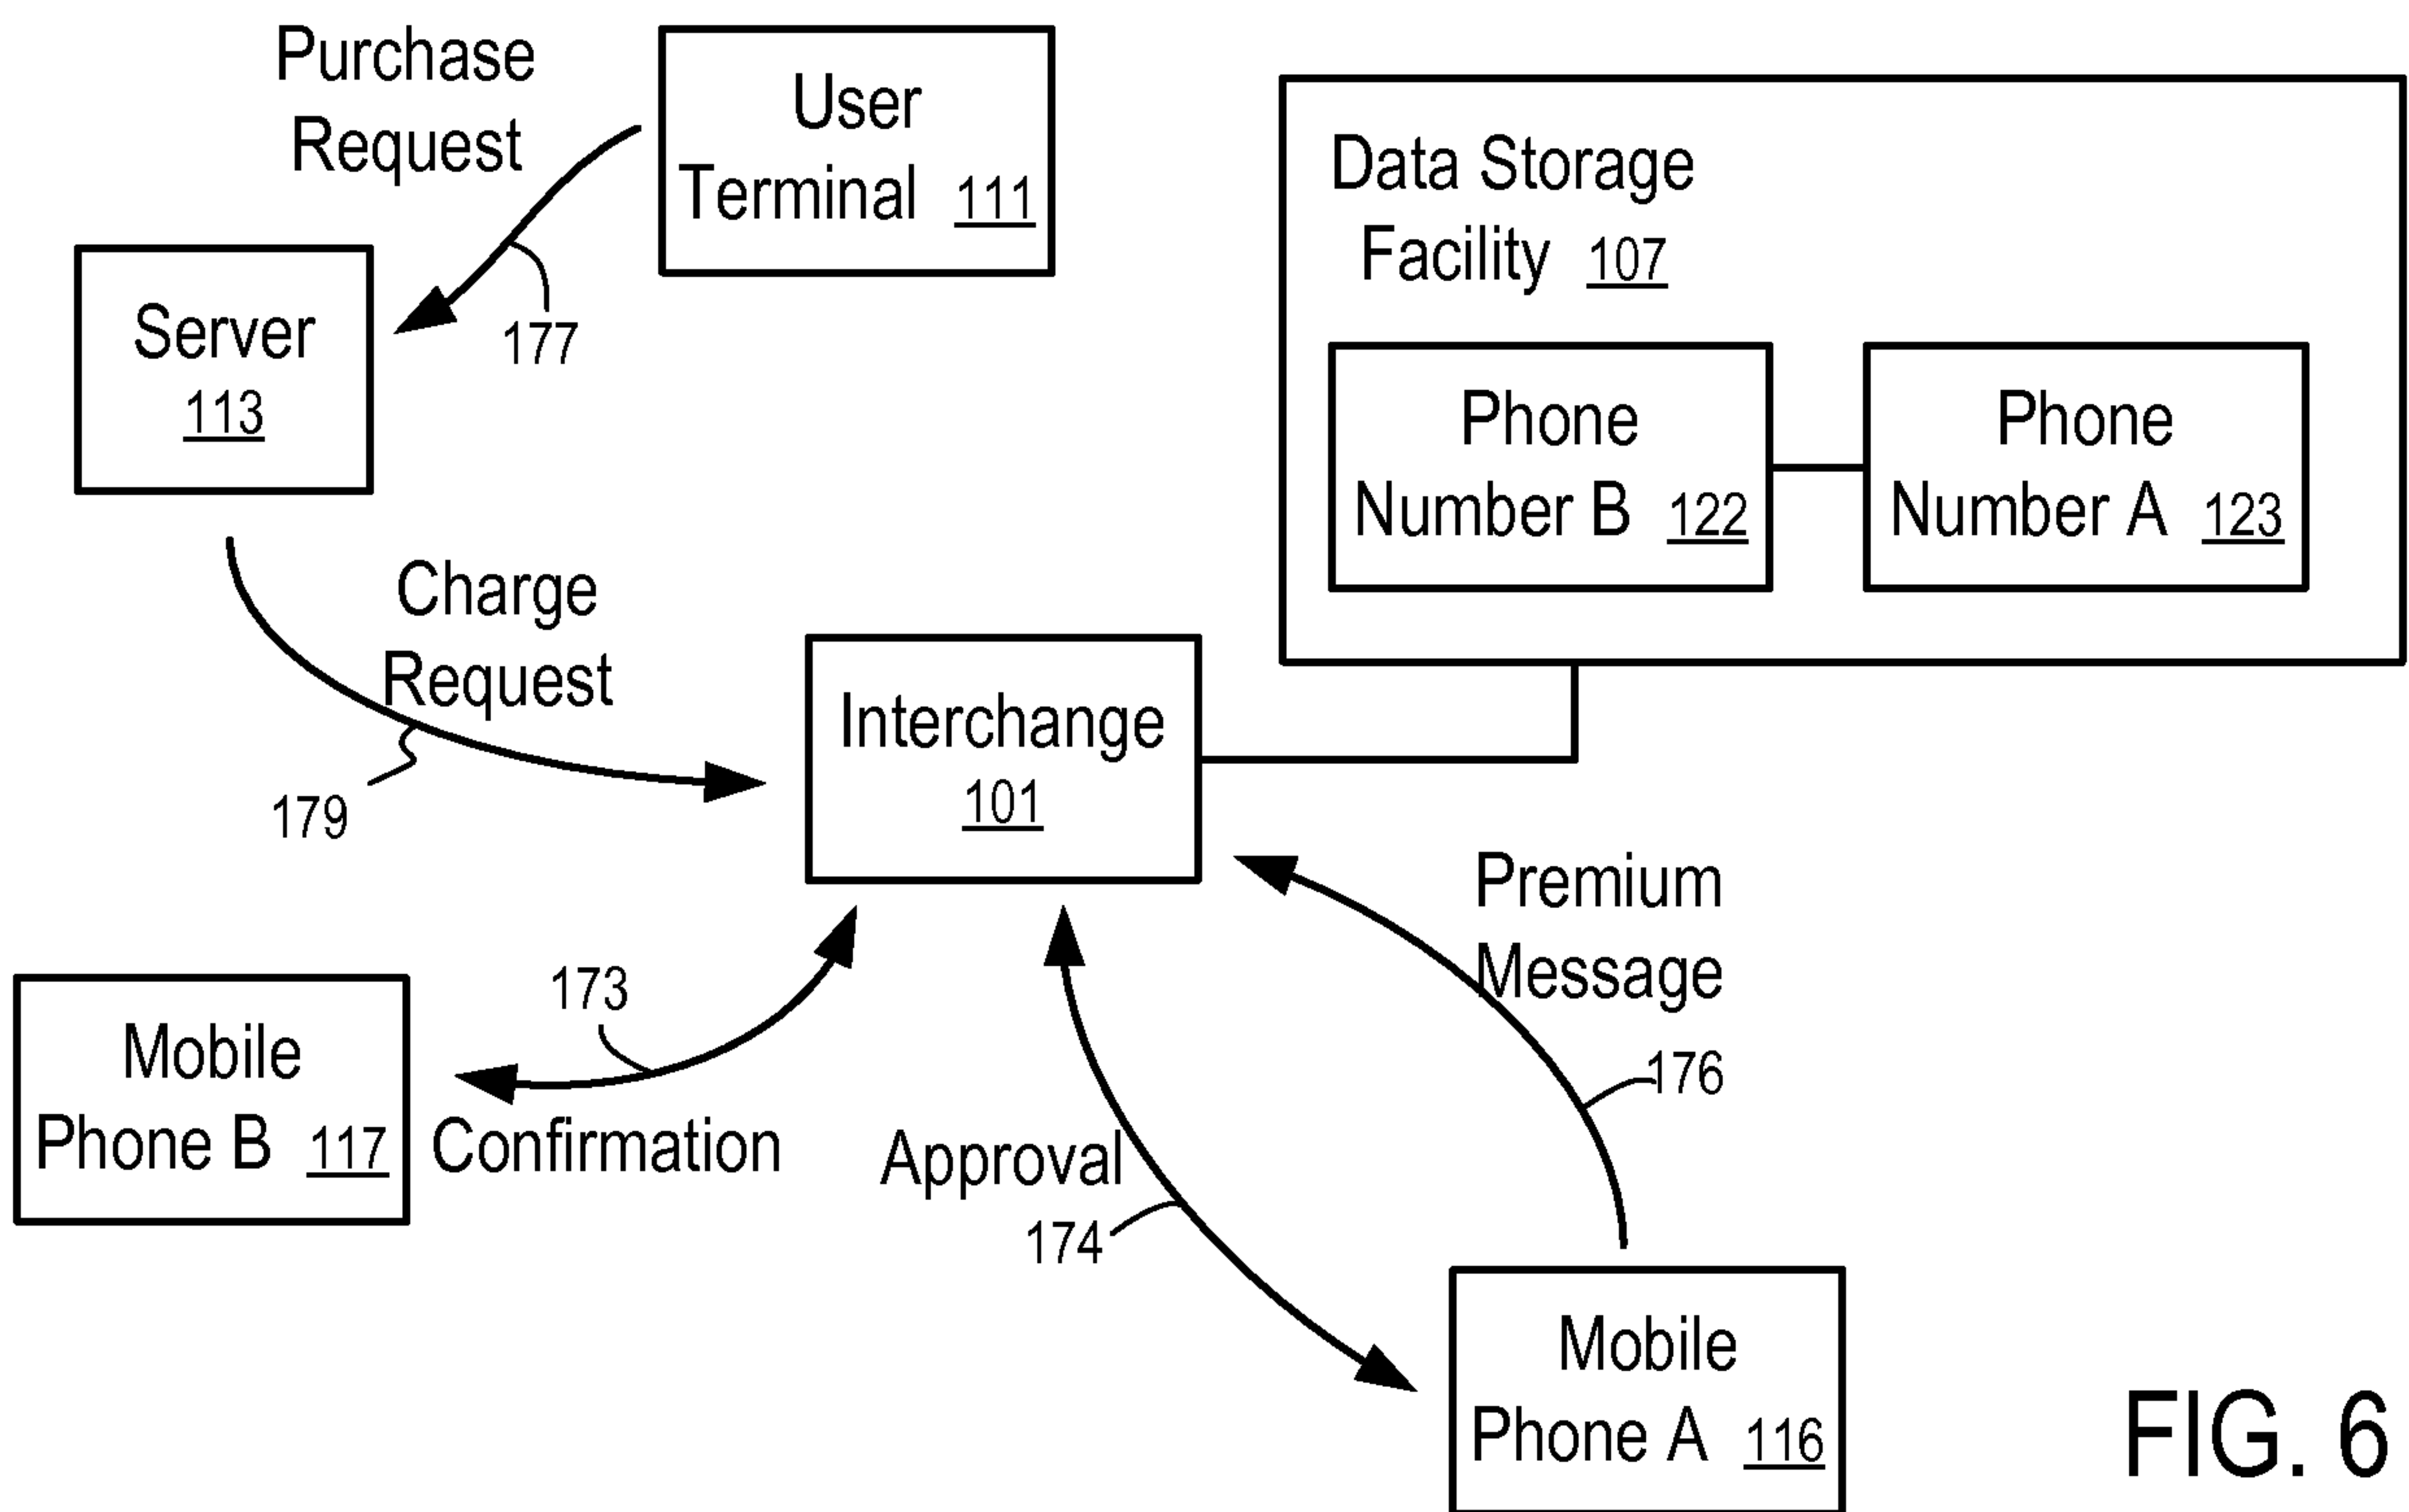 Purchase
Request
User
Terminal 111
177
Server
113
Data Storage
Facility 107
Phone
Number B 122
Phone
Number A 123
Charge
Request
179
Interchange
101
Premium
Message
176
173
Confirmation
Mobile
Phone B 117
Approval
174
Mobile
Phone A 116
FIG. 6